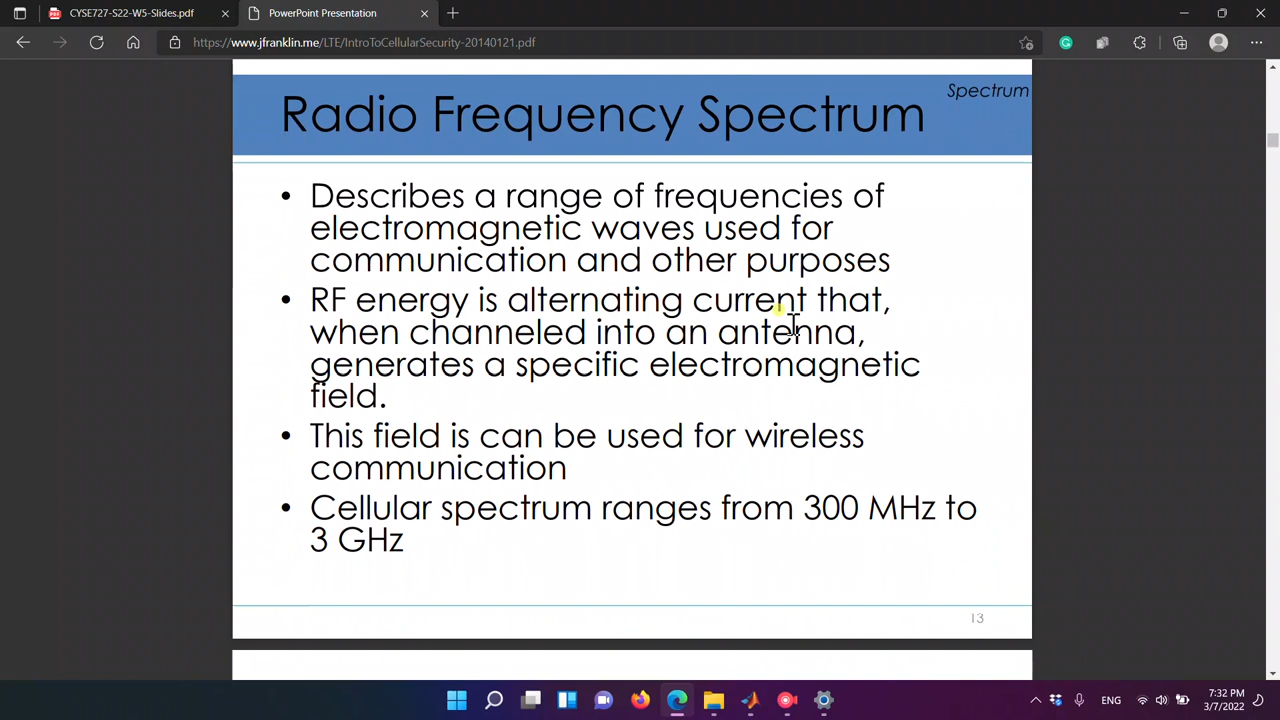 CYSE727-S22-W5-Slides.pdf
PowerPoint Presentation
https://www.jfranklin.me/LTE/IntroToCellularSecurity-20140121.pdf
Spectrum
Radio Frequency Spectrum
• Describes a range of frequencies of
electromagnetic waves used for
communication and other purposes
• RF energy is alternating current that,
when channeled into an antenna,
generates a specific electromagnetic
field.
• This field is can be used for wireless
communication
• Cellular spectrum ranges from 300 MHz to
3 GHz
13
ENG
7:32 PM
3/7/2022